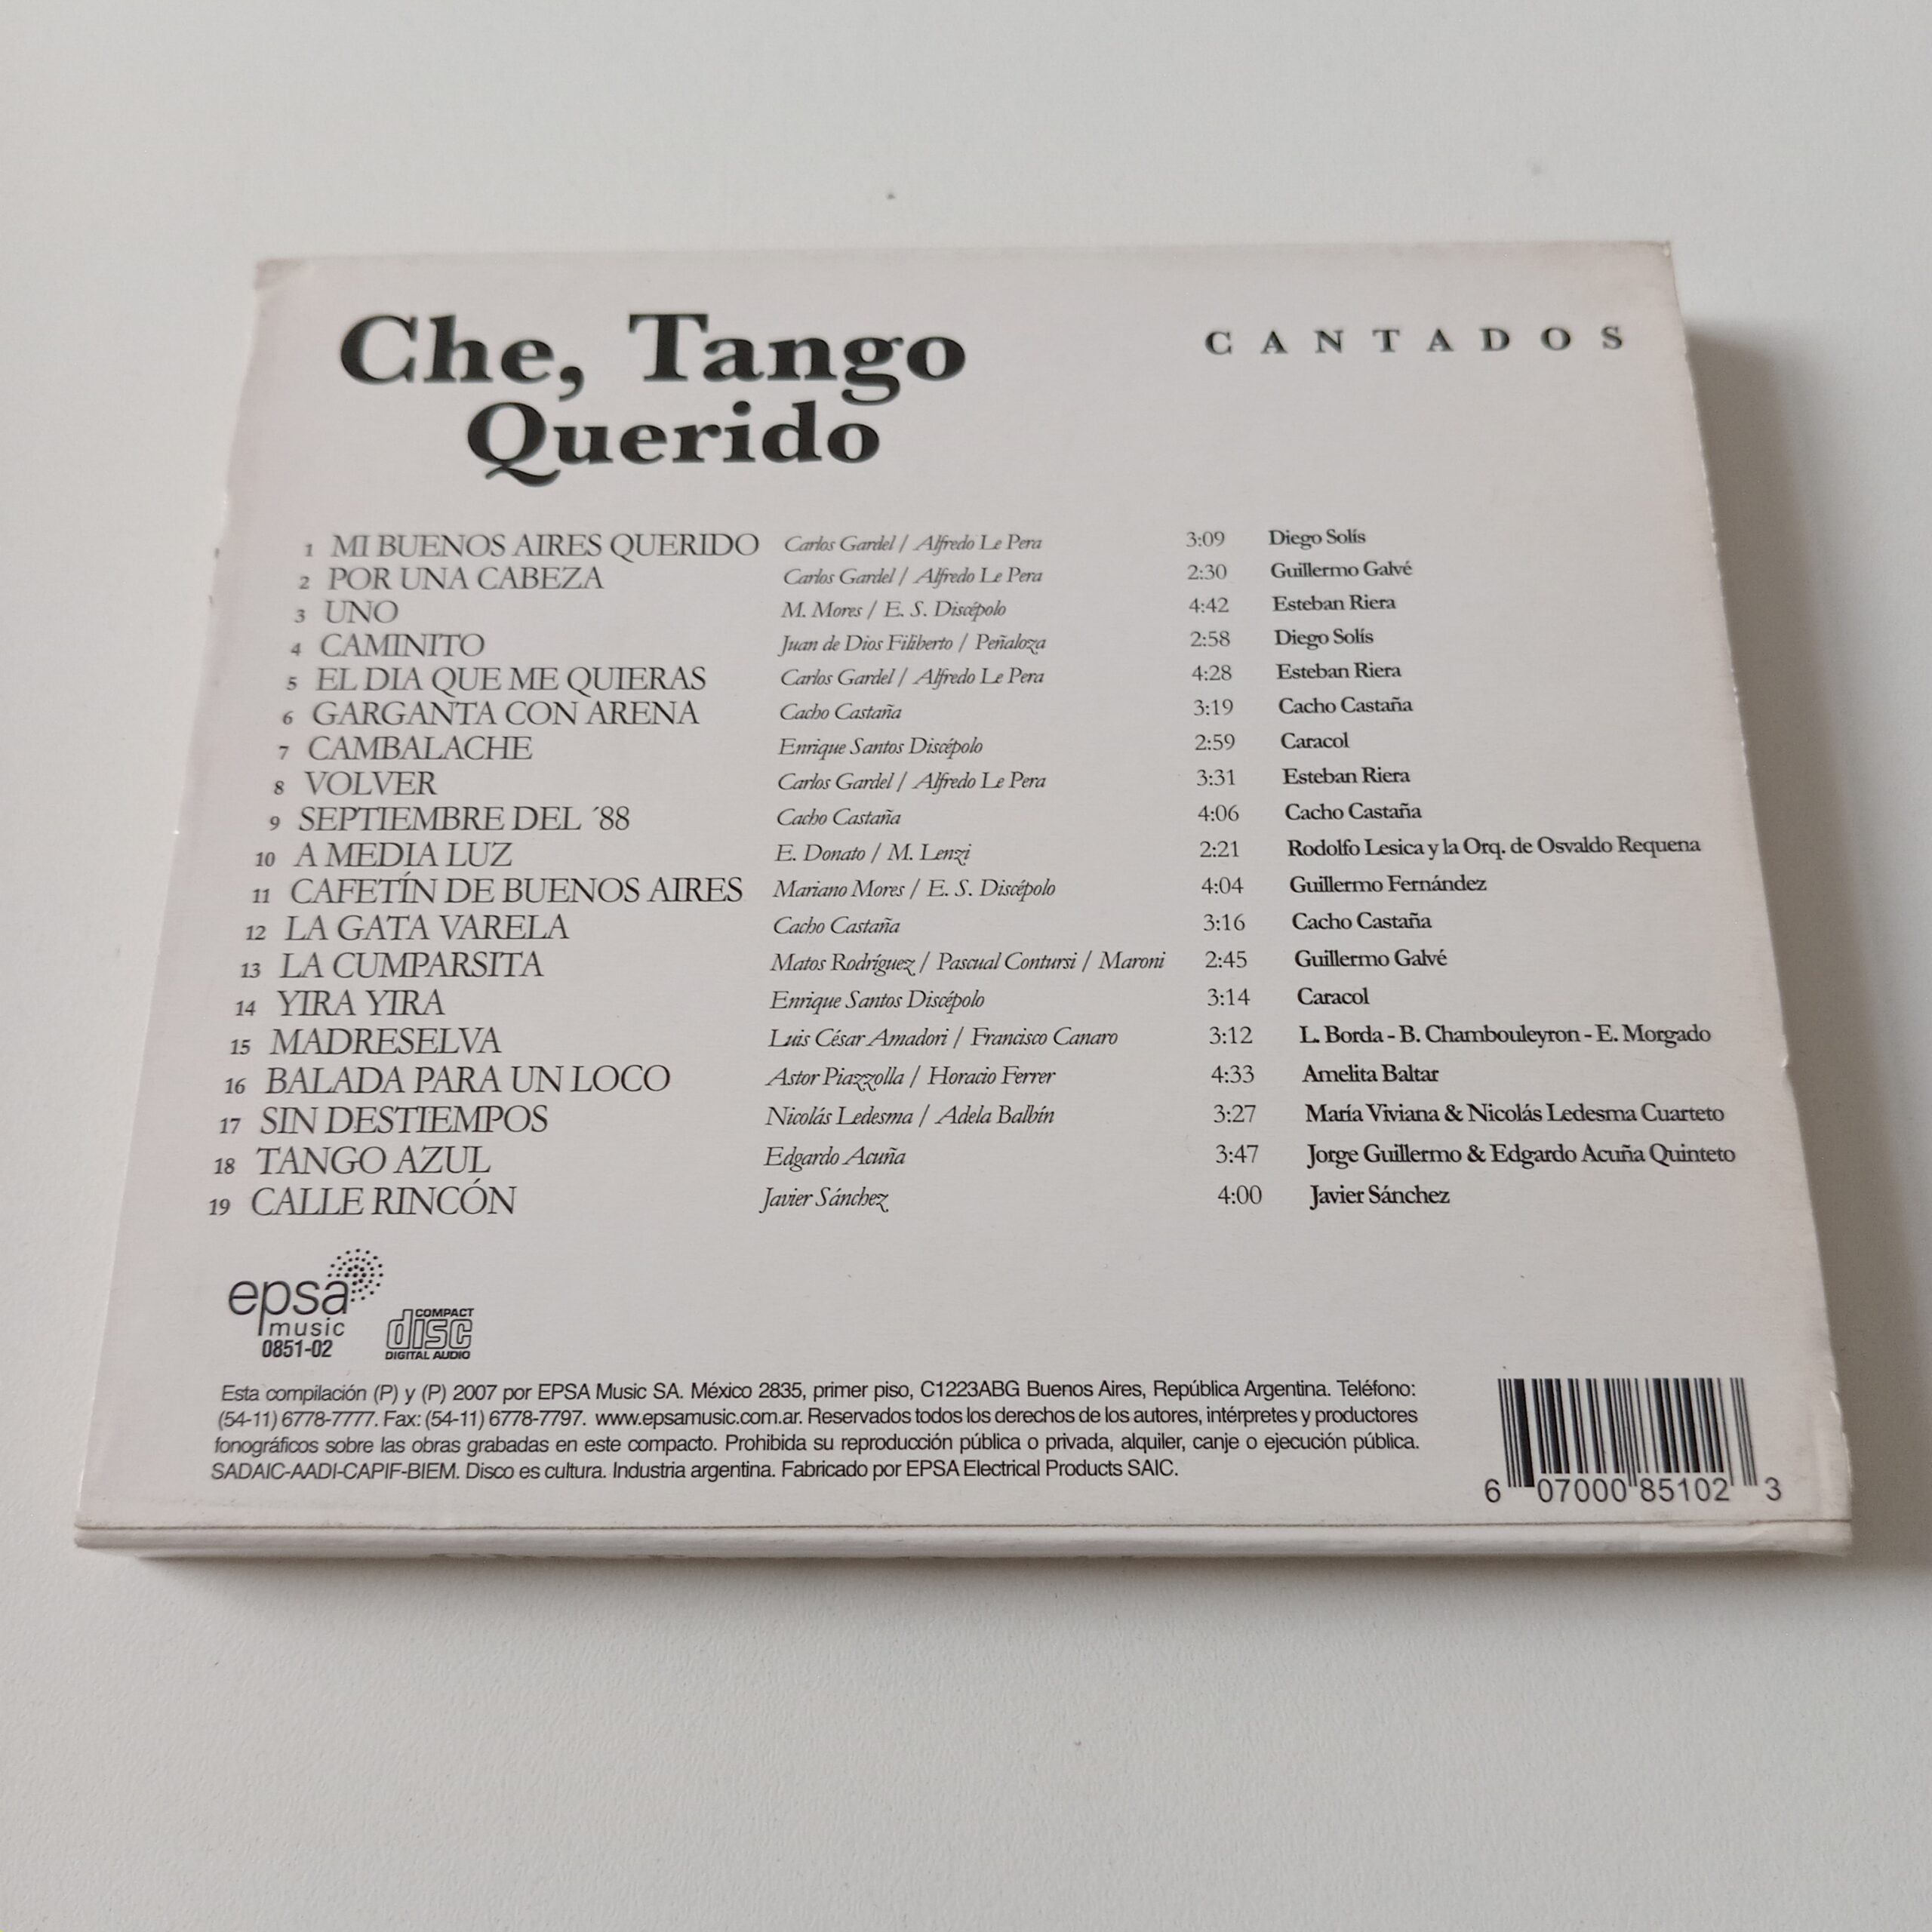 Che, Tango
Querido
CANTADOS
1 MI BUENOS AIRES QUERIDO Carlos Gardel / Alfredo Le Pera 3:09 Diego Solís
2 POR UNA CABEZA Carlos Gardel / Alfredo Le Pera 2:30 Guillermo Galvé
3 UNO M. Mores / E. S. Discépolo 4:42 Esteban Riera
4 CAMINITO Juan de Dios Filiberto / Peñaloza 2:58 Diego Solís
5 EL DIA QUE ME QUIERAS Carlos Gardel / Alfredo Le Pera 4:28 Esteban Riera
6 GARGANTA CON ARENA Cacho Castaña 3:19 Cacho Castaña
7 CAMBALACHE Enrique Santos Discépolo 2:59 Caracol
8 VOLVER Carlos Gardel / Alfredo Le Pera 3:31 Esteban Riera
9 SEPTIEMBRE DEL ´88 Cacho Castaña 4:06 Cacho Castaña
10 A MEDIA LUZ E. Donato / M. Lenzi 2:21 Rodolfo Lesica y la Orq. de Osvaldo Requena
11 CAFETÍN DE BUENOS AIRES Mariano Mores / E. S. Discépolo 4:04 Guillermo Fernández
12 LA GATA VARELA Cacho Castaña 3:16 Cacho Castaña
13 LA CUMPARSITA Matos Rodríguez / Pascual Contursi / Maroni 2:45 Guillermo Galvé
14 YIRA YIRA Enrique Santos Discépolo 3:14 Caracol
15 MADRESELVA Luis César Amadori / Francisco Canaro 3:12 L. Borda - B. Chambouleyron - E. Morgado
16 BALADA PARA UN LOCO Astor Piazzolla / Horacio Ferrer 4:33 Amelita Baltar
17 SIN DESTIEMPOS Nicolás Ledesma / Adela Balbín 3:27 María Viviana & Nicolás Ledesma Cuarteto
18 TANGO AZUL Edgardo Acuña 3:47 Jorge Guillermo & Edgardo Acuña Quinteto
19 CALLE RINCÓN Javier Sánchez 4:00 Javier Sánchez
epsa
music
0851-02
COMPACT
disc
DIGITAL AUDIO
Esta compilación (P) y (P) 2007 por EPSA Music SA. México 2835, primer piso, C1223ABG Buenos Aires, República Argentina. Teléfono:
(54-11) 6778-7777. Fax: (54-11) 6778-7797. www.epsamusic.com.ar. Reservados todos los derechos de los autores, intérpretes y productores
fonográficos sobre las obras grabadas en este compacto. Prohibida su reproducción pública o privada, alquiler, canje o ejecución pública.
SADAIC-AADI-CAPIF-BIEM. Disco es cultura. Industria argentina. Fabricado por EPSA Electrical Products SAIC.
6 07000 85102 3